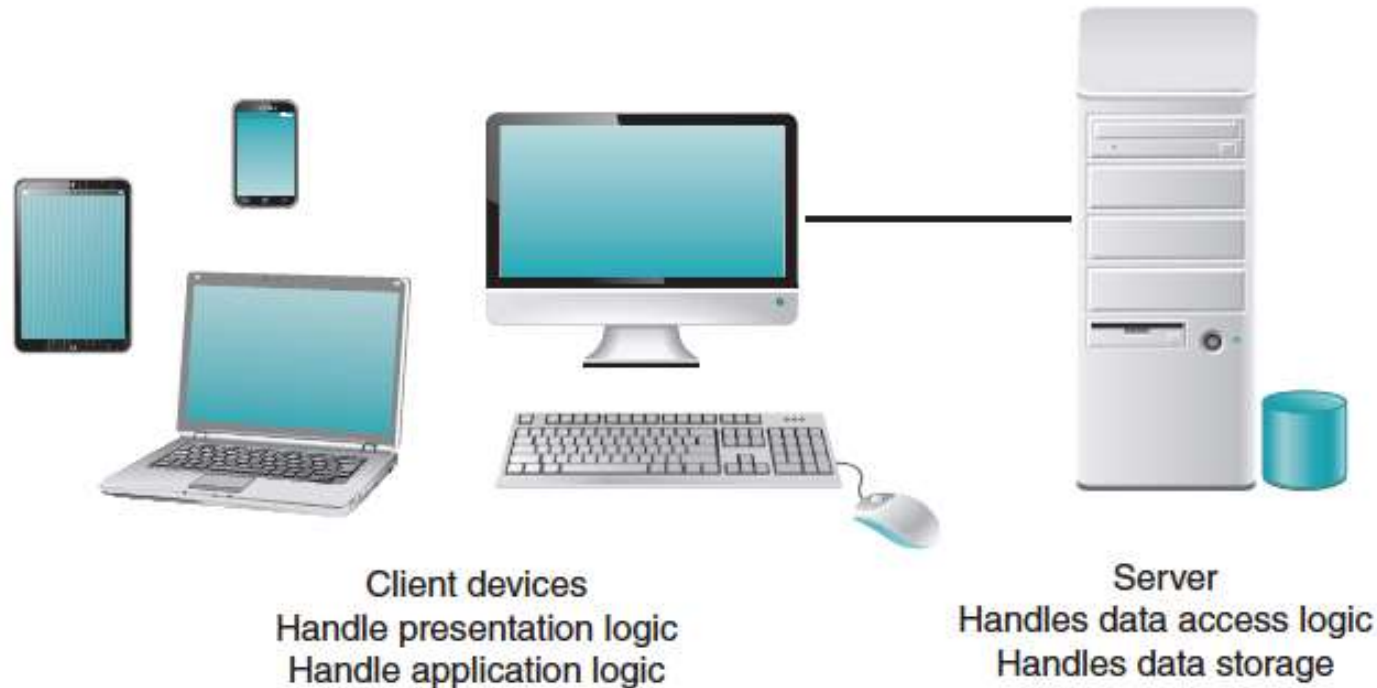 Client devices
Handle presentation logic
Handle application logic
Server
Handles data access logic
Handles data storage